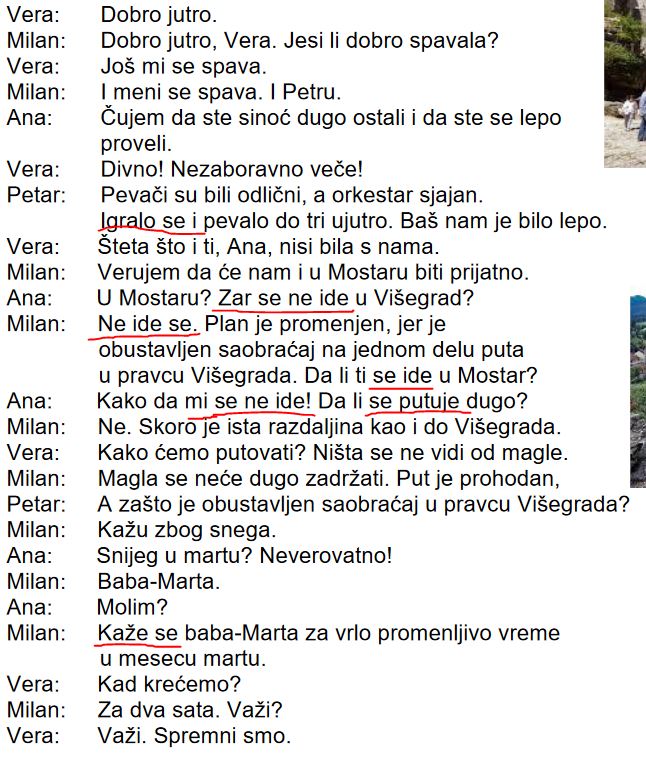 Vera: Dobro jutro.
Milan: Dobro jutro, Vera. Jesi li dobro spavala?
Vera: Još mi se spava.
Milan: I meni se spava. I Petru.
Ana: Čujem da ste sinoć dugo ostali i da ste se lepo
proveli.
Vera: Divno! Nezaboravno veče!
Petar: Pevači su bili odlični, a orkestar sjajan.
Igralo se i pevalo do tri ujutro. Baš nam je bilo lepo.
Vera: Šteta što i ti, Ana, nisi bila s nama.
Milan: Verujem da će nam i u Mostaru biti prijatno.
Ana: U Mostaru? Zar se ne ide u Višegrad?
Milan: Ne ide se. Plan je promenjen, jer je
obustavljen saobraćaj na jednom delu puta
u pravcu Višegrada. Da li ti se ide u Mostar?
Ana: Kako da mi se ne ide! Da li se putuje dugo?
Milan: Ne. Skoro je ista razdaljina kao i do Višegrada.
Vera: Kako ćemo putovati? Ništa se ne vidi od magle.
Milan: Magla se neće dugo zadržati. Put je prohodan,
Petar: A zašto je obustavljen saobraćaj u pravcu Višegrada?
Milan: Kažu zbog snega.
Ana: Snijeg u martu? Neverovatno!
Milan: Baba-Marta.
Ana: Molim?
Milan: Kaže se baba-Marta za vrlo promenljivo vreme
u mesecu martu.
Vera: Kad krećemo?
Milan: Za dva sata. Važi?
Vera: Važi. Spremni smo.